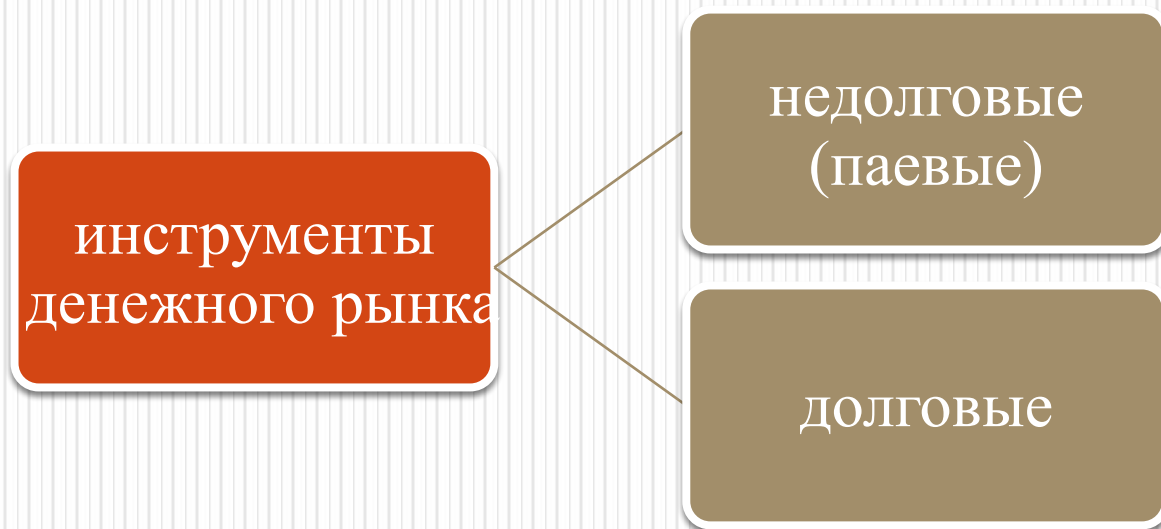 инструменты
денежного рынка
недолговые
(паевые)
долговые